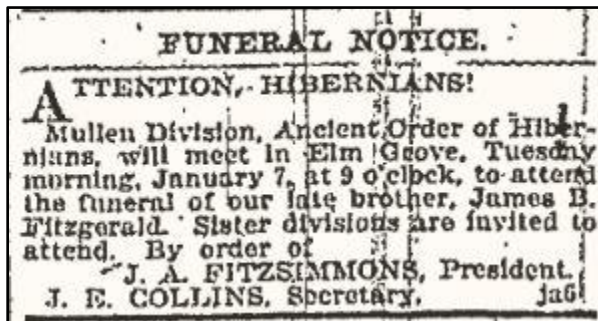 FUNERAL NOTICE.
ATTENTION, HIBERNIANS!
Mullen Division, Ancient Order of Hiber-
nians, will meet in Elm Grove, Tuesday
morning, January 7, at 9 o'clock, to attend
the funeral of our late brother, James B.
Fitzgerald. Sister divisions are invited to
attend. By order of
J. A. FITZSIMMONS, President.
J. E. COLLINS, Secretary. ja6